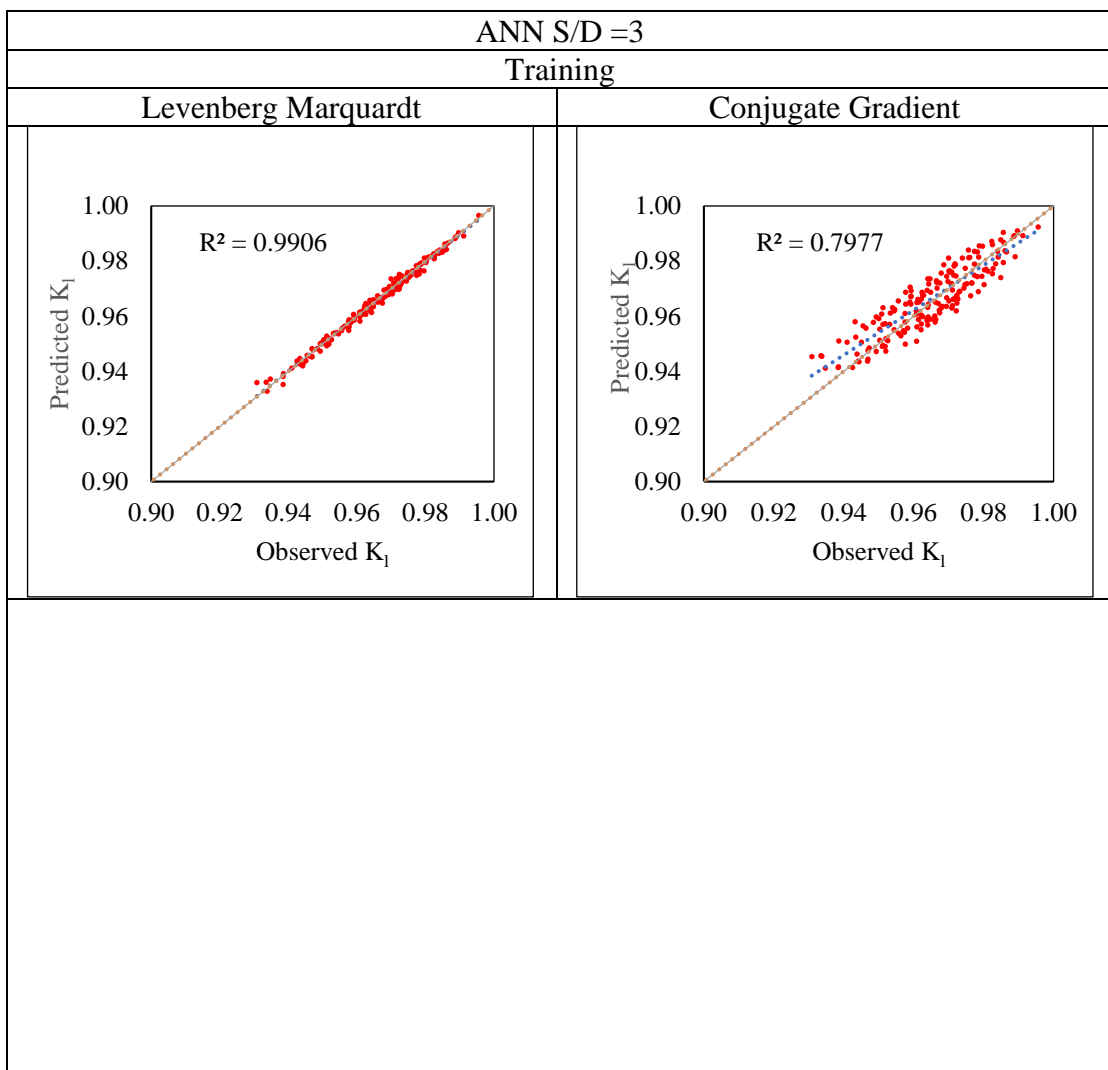 ANN S/D =3
Training
Levenberg Marquardt
Conjugate Gradient
Predicted Kₗ
1.00
0.98
0.96
0.94
0.92
0.90
R² = 0.9906
0.90 0.92 0.94 0.96 0.98 1.00
Observed Kₗ
Predicted Kₗ
1.00
0.98
0.96
0.94
0.92
0.90
R² = 0.7977
0.90 0.92 0.94 0.96 0.98 1.00
Observed Kₗ